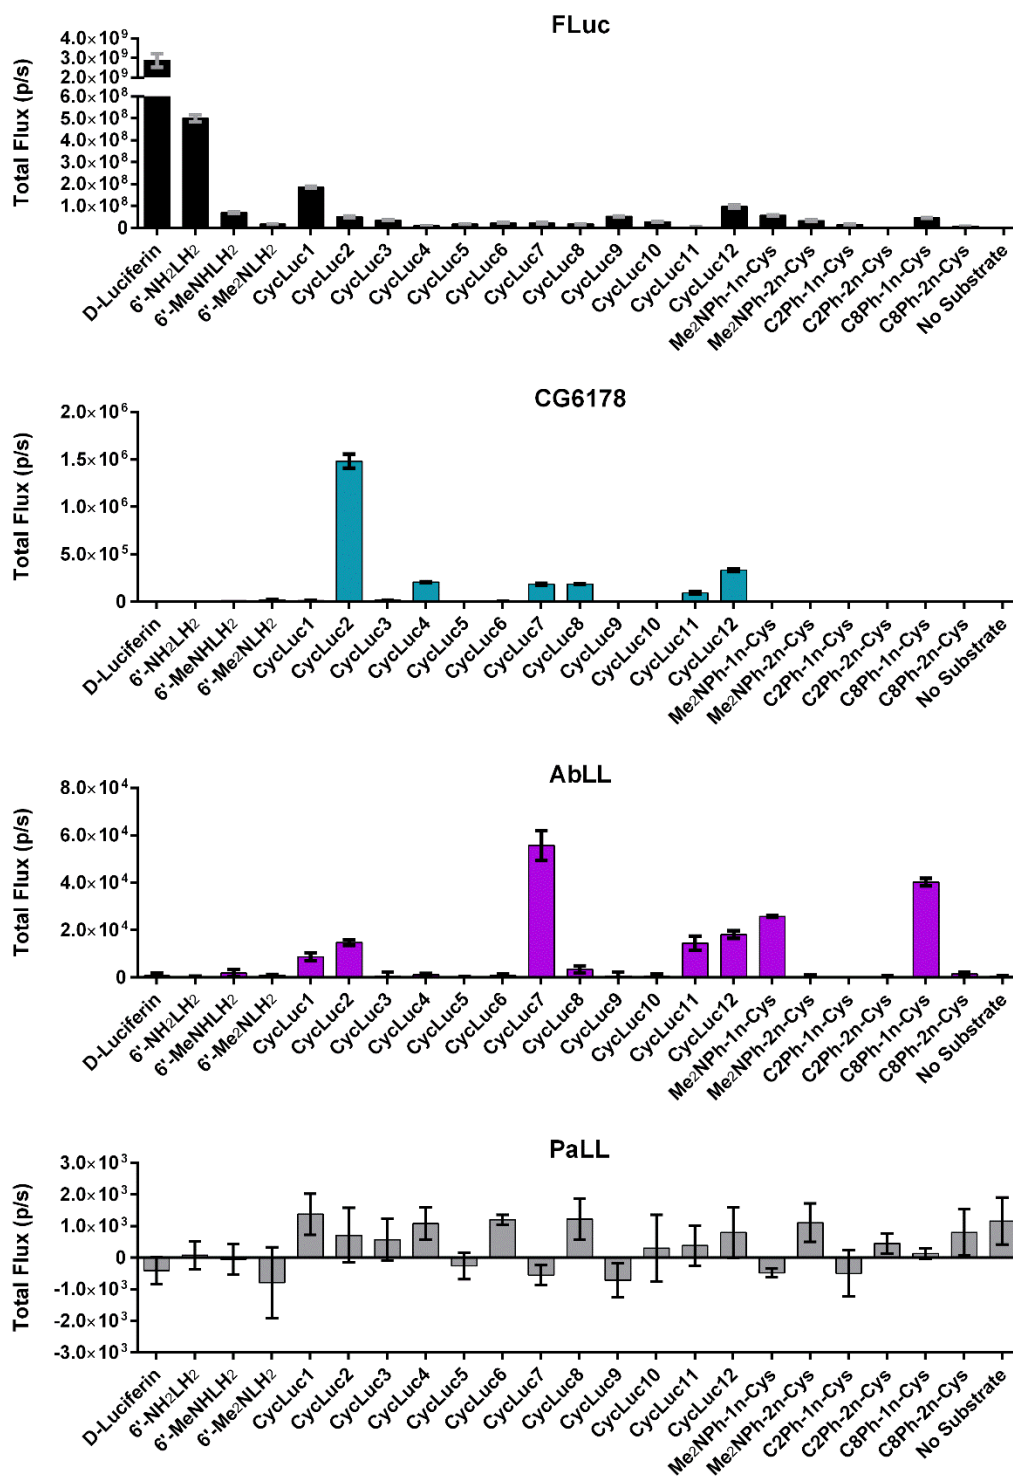 FLuc
Total Flux (p/s)
4.0×10⁹
3.0×10⁹
2.0×10⁹
6.0×10⁸
5.0×10⁸
4.0×10⁸
3.0×10⁸
2.0×10⁸
1.0×10⁸
0
D-Luciferin
6'-NH₂LH₂
6'-MeNHLH₂
6'-Me₂NLH₂
CycLuc1
CycLuc2
CycLuc3
CycLuc4
CycLuc5
CycLuc6
CycLuc7
CycLuc8
CycLuc9
CycLuc10
CycLuc11
CycLuc12
Me₂NPh-1n-Cys
Me₂NPh-2n-Cys
C2Ph-1n-Cys
C2Ph-2n-Cys
C8Ph-1n-Cys
C8Ph-2n-Cys
No Substrate
CG6178
Total Flux (p/s)
2.0×10⁶
1.5×10⁶
1.0×10⁶
5.0×10⁵
0
D-Luciferin
6'-NH₂LH₂
6'-MeNHLH₂
6'-Me₂NLH₂
CycLuc1
CycLuc2
CycLuc3
CycLuc4
CycLuc5
CycLuc6
CycLuc7
CycLuc8
CycLuc9
CycLuc10
CycLuc11
CycLuc12
Me₂NPh-1n-Cys
Me₂NPh-2n-Cys
C2Ph-1n-Cys
C2Ph-2n-Cys
C8Ph-1n-Cys
C8Ph-2n-Cys
No Substrate
AbLL
Total Flux (p/s)
8.0×10⁴
6.0×10⁴
4.0×10⁴
2.0×10⁴
0
D-Luciferin
6'-NH₂LH₂
6'-MeNHLH₂
6'-Me₂NLH₂
CycLuc1
CycLuc2
CycLuc3
CycLuc4
CycLuc5
CycLuc6
CycLuc7
CycLuc8
CycLuc9
CycLuc10
CycLuc11
CycLuc12
Me₂NPh-1n-Cys
Me₂NPh-2n-Cys
C2Ph-1n-Cys
C2Ph-2n-Cys
C8Ph-1n-Cys
C8Ph-2n-Cys
No Substrate
PaLL
Total Flux (p/s)
3.0×10³
2.0×10³
1.0×10³
0
-1.0×10³
-2.0×10³
-3.0×10³
D-Luciferin
6'-NH₂LH₂
6'-MeNHLH₂
6'-Me₂NLH₂
CycLuc1
CycLuc2
CycLuc3
CycLuc4
CycLuc5
CycLuc6
CycLuc7
CycLuc8
CycLuc9
CycLuc10
CycLuc11
CycLuc12
Me₂NPh-1n-Cys
Me₂NPh-2n-Cys
C2Ph-1n-Cys
C2Ph-2n-Cys
C8Ph-1n-Cys
C8Ph-2n-Cys
No Substrate